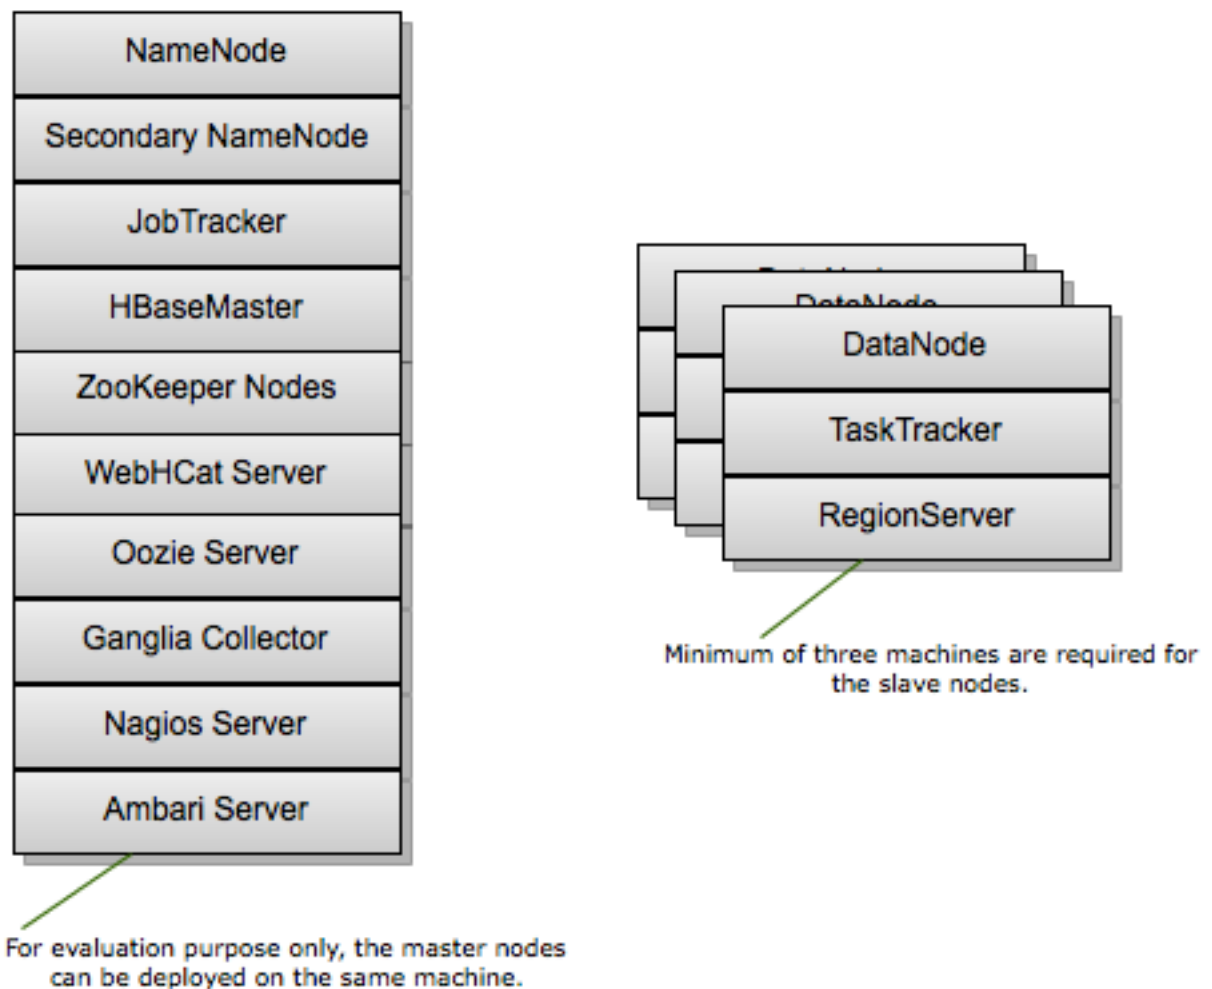 NameNode
Secondary NameNode
JobTracker
HBaseMaster
ZooKeeper Nodes
WebHCat Server
Oozie Server
Ganglia Collector
Nagios Server
Ambari Server
For evaluation purpose only, the master nodes
can be deployed on the same machine.
DataNode
DataNode
TaskTracker
RegionServer
Minimum of three machines are required for
the slave nodes.